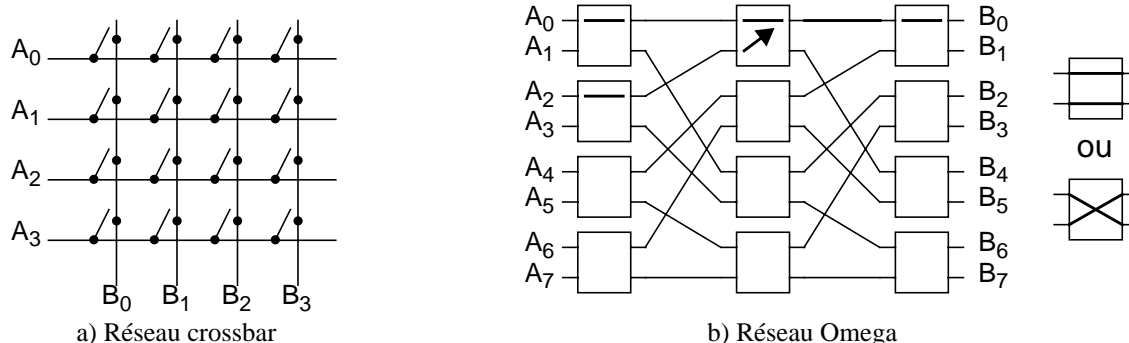 A0
A1
A2
A3
B0 B1 B2 B3
a) Réseau crossbar
A0 B0
A1 B1
A2 B2
A3 B3
A4 B4
A5 B5
A6 B6
A7 B7
ou
b) Réseau Omega